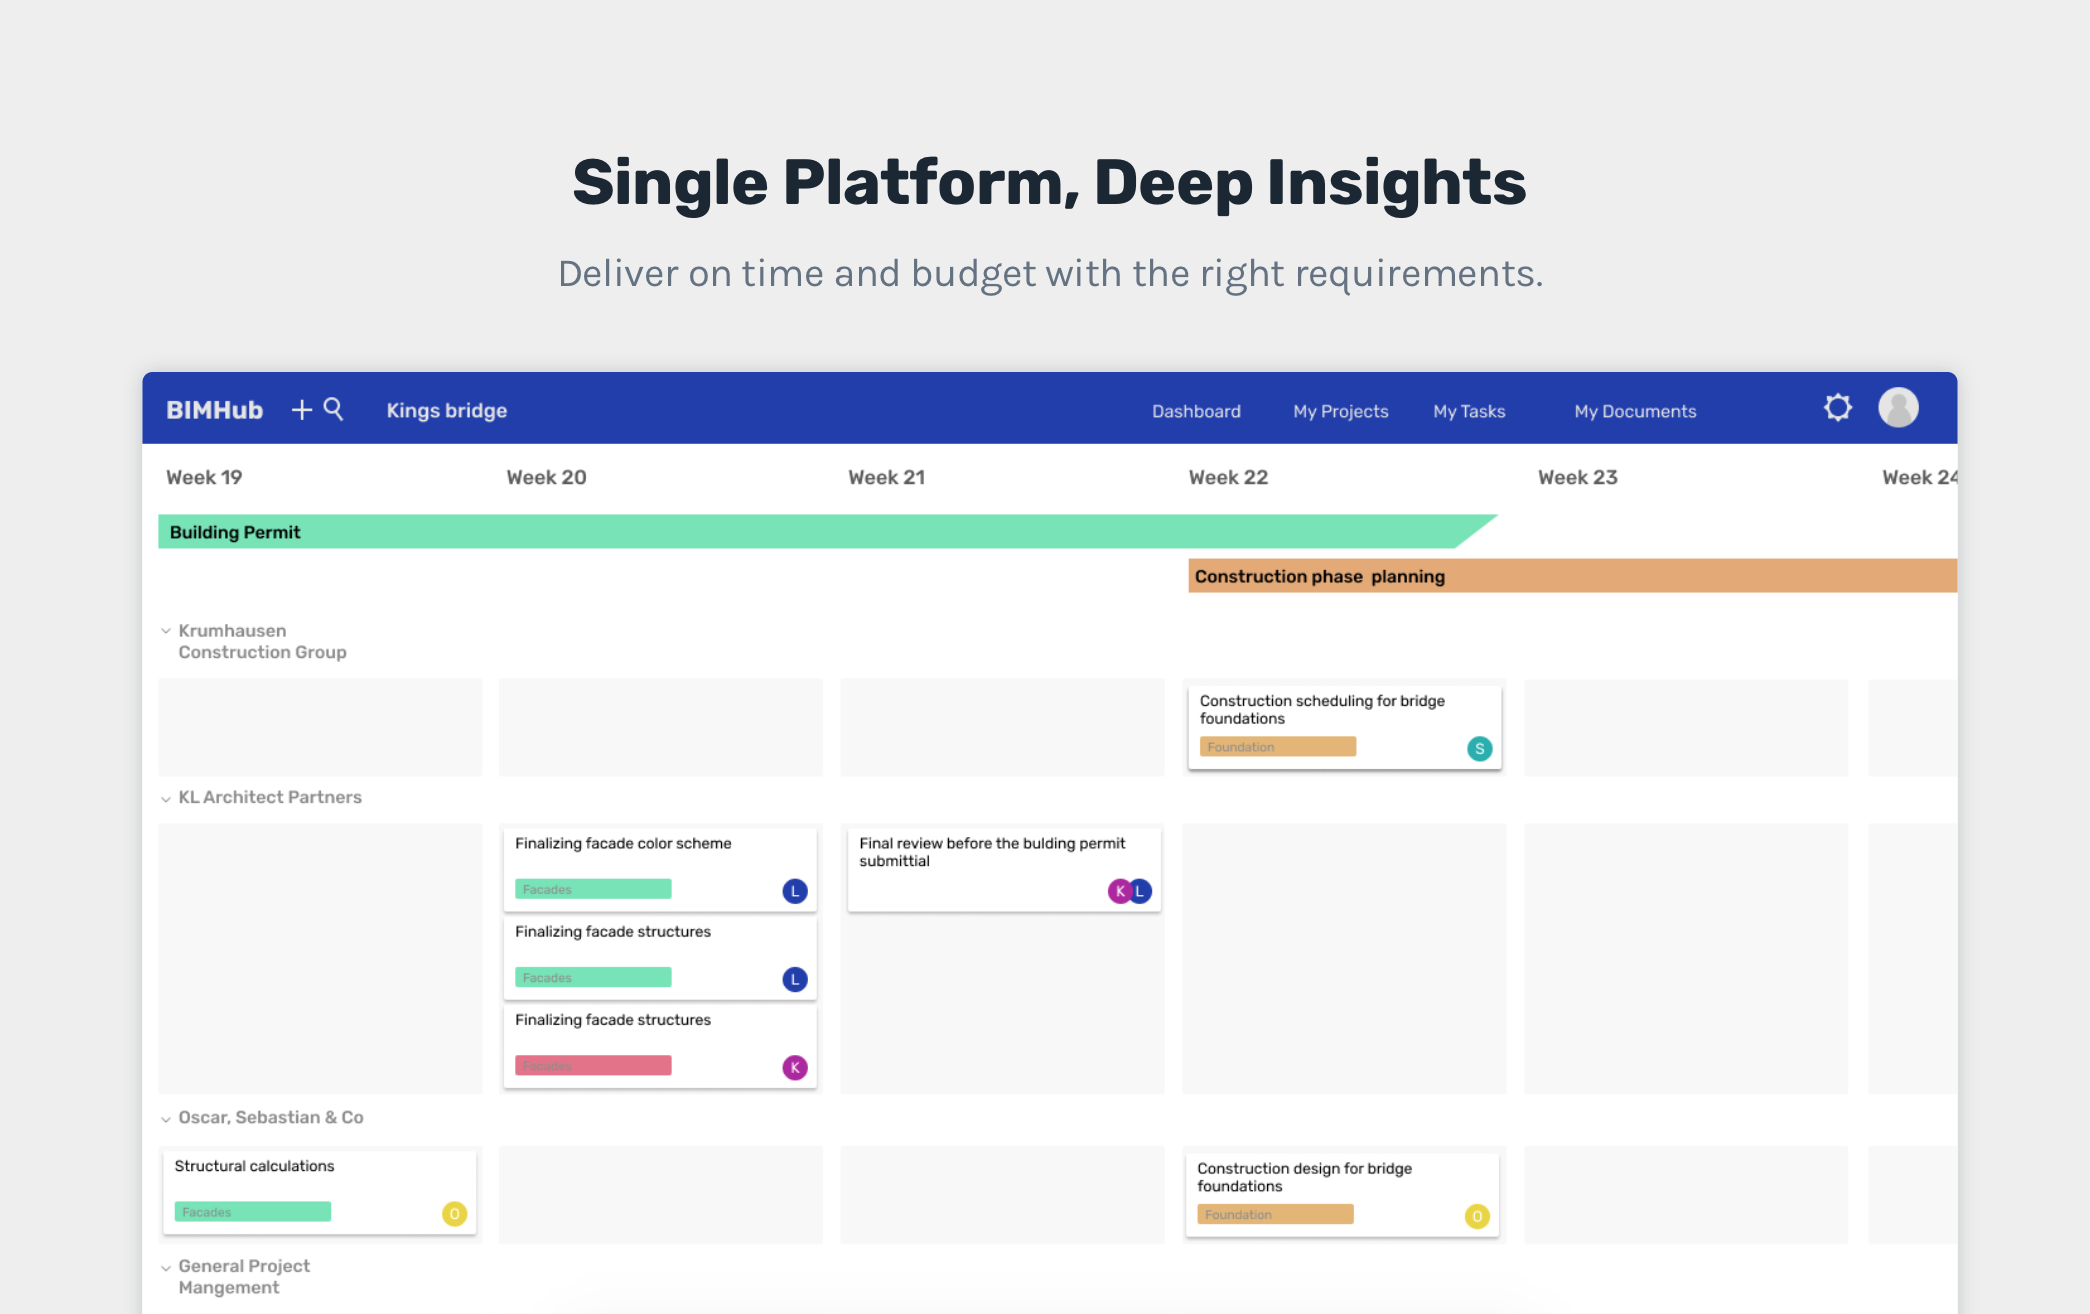 Single Platform, Deep Insights
Deliver on time and budget with the right requirements.
BIMHub Kings bridge Dashboard My Projects My Tasks My Documents
Week 19 Week 20 Week 21 Week 22 Week 23 Week 24
Building Permit
Construction phase planning
Krumhausen
Construction Group
Construction scheduling for bridge
foundations
Foundation
S
KL Architect Partners
Finalizing facade color scheme
Facades
L
Final review before the bulding permit
submittial
K L
Finalizing facade structures
Facades
L
Finalizing facade structures
Facades
K
Oscar, Sebastian & Co
Structural calculations
Facades
O
Construction design for bridge
foundations
Foundation
O
General Project
Mangement